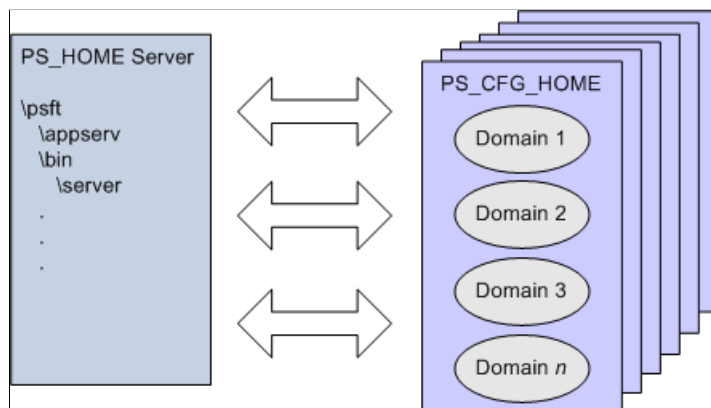 PS_HOME Server
\psft
\appserv
\bin
\server
.
.
.
PS_CFG_HOME
Domain 1
Domain 2
Domain 3
Domain n